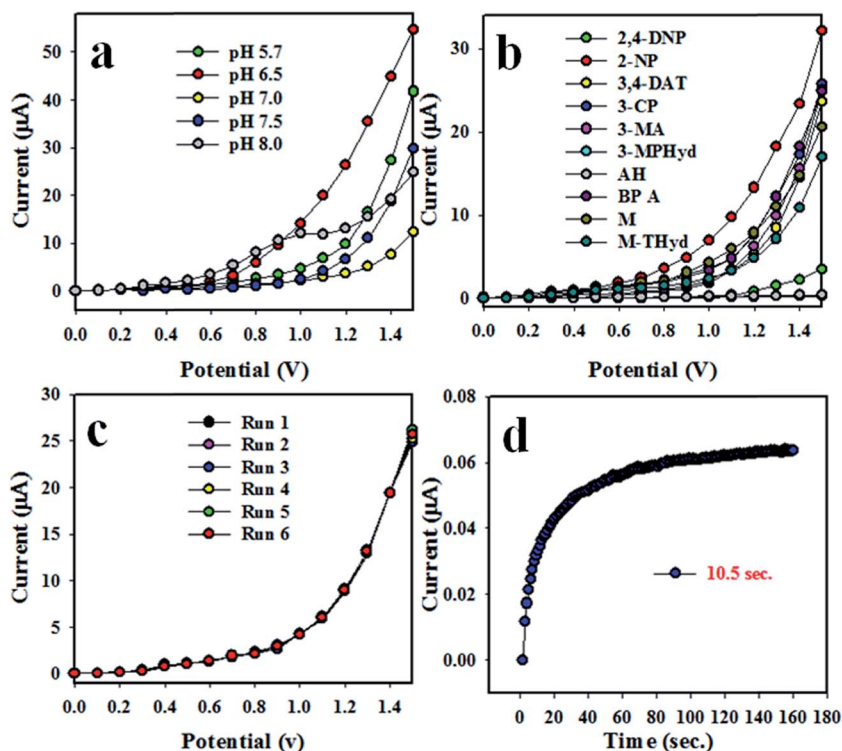 a
pH 5.7
pH 6.5
pH 7.0
pH 7.5
pH 8.0
Current (µA)
50
40
30
20
10
0
0.0 0.2 0.4 0.6 0.8 1.0 1.2 1.4
Potential (V)
b
2,4-DNP
2-NP
3,4-DAT
3-CP
3-MA
3-MPHyd
AH
BP A
M
M-THyd
Current (µA)
30
20
10
0
0.0 0.2 0.4 0.6 0.8 1.0 1.2 1.4
Potential (V)
c
Run 1
Run 2
Run 3
Run 4
Run 5
Run 6
Current (µA)
30
25
20
15
10
5
0
0.0 0.2 0.4 0.6 0.8 1.0 1.2 1.4
Potential (v)
d
10.5 sec.
Current (µA)
0.08
0.06
0.04
0.02
0.00
0 20 40 60 80 100 120 140 160 180
Time (sec.)